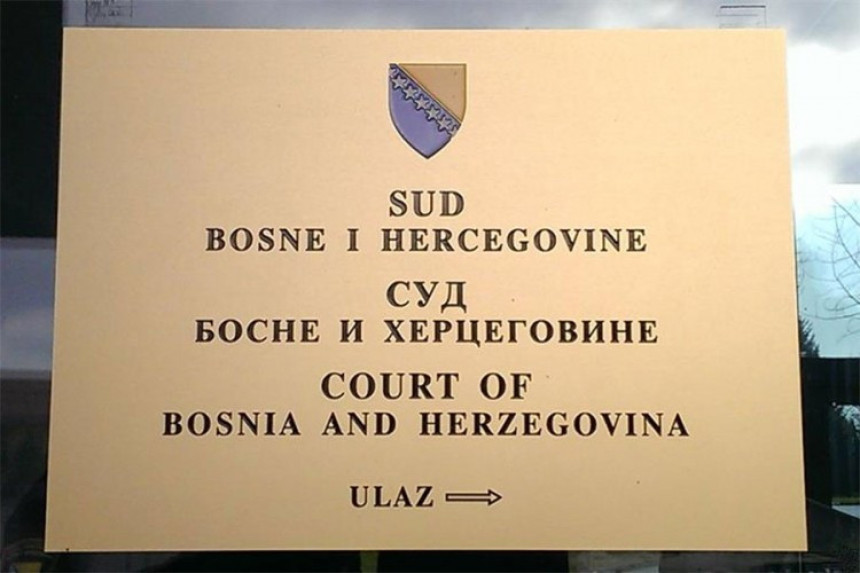 SUD
BOSNE I HERCEGOVINE
СУД
БОСНЕ И ХЕРЦЕГОВИНЕ
COURT OF
BOSNIA AND HERZEGOVINA
ULAZ